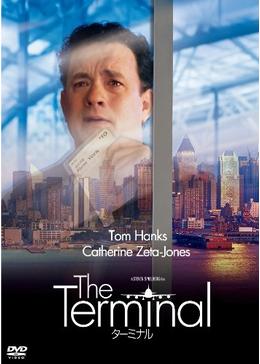 Tom Hanks
Catherine Zeta-Jones
The
Terminal
ターミナル
DVD